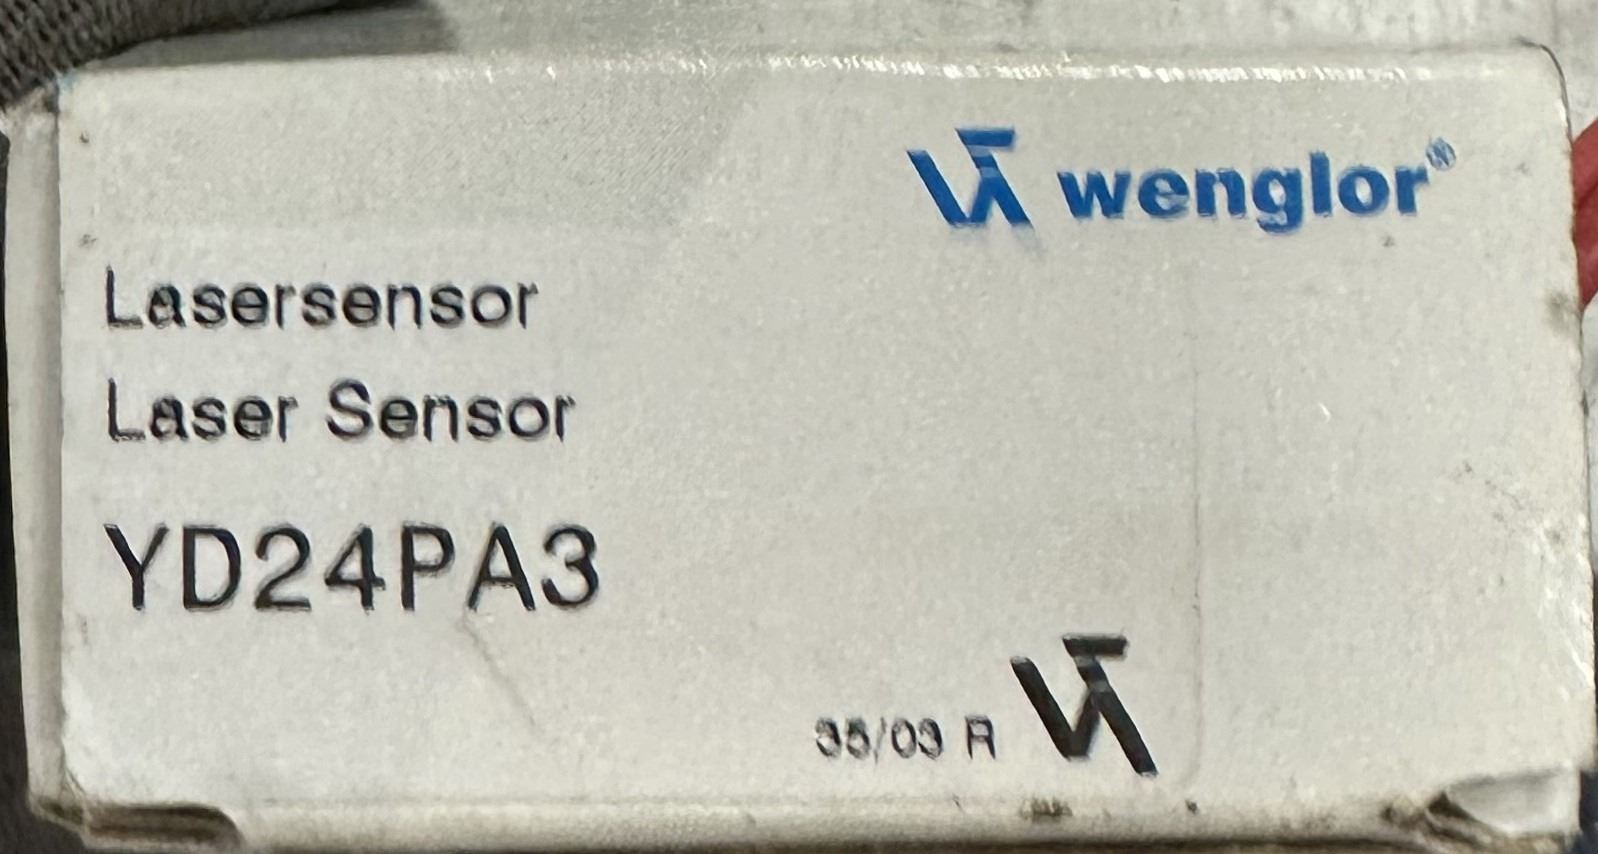 wenglor®
Lasersensor
Laser Sensor
YD24PA3
35/03 R